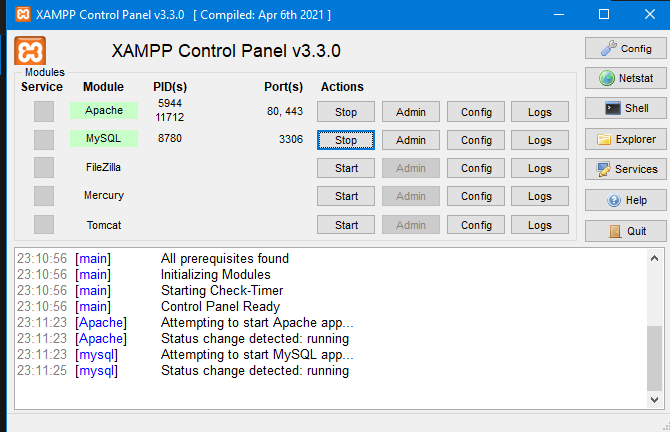 XAMPP Control Panel v3.3.0 [ Compiled: Apr 6th 2021 ]
XAMPP Control Panel v3.3.0
Config
Modules
Service Module PID(s) Port(s) Actions
Netstat
Apache 5944 11712 80, 443 Stop Admin Config Logs
Shell
MySQL 8780 3306 Stop Admin Config Logs
Explorer
FileZilla Start Admin Config Logs
Services
Mercury Start Admin Config Logs
Help
Tomcat Start Admin Config Logs
Quit
23:10:56 [main] All prerequisites found
23:10:56 [main] Initializing Modules
23:10:56 [main] Starting Check-Timer
23:10:56 [main] Control Panel Ready
23:11:23 [Apache] Attempting to start Apache app...
23:11:23 [Apache] Status change detected: running
23:11:23 [mysql] Attempting to start MySQL app...
23:11:25 [mysql] Status change detected: running